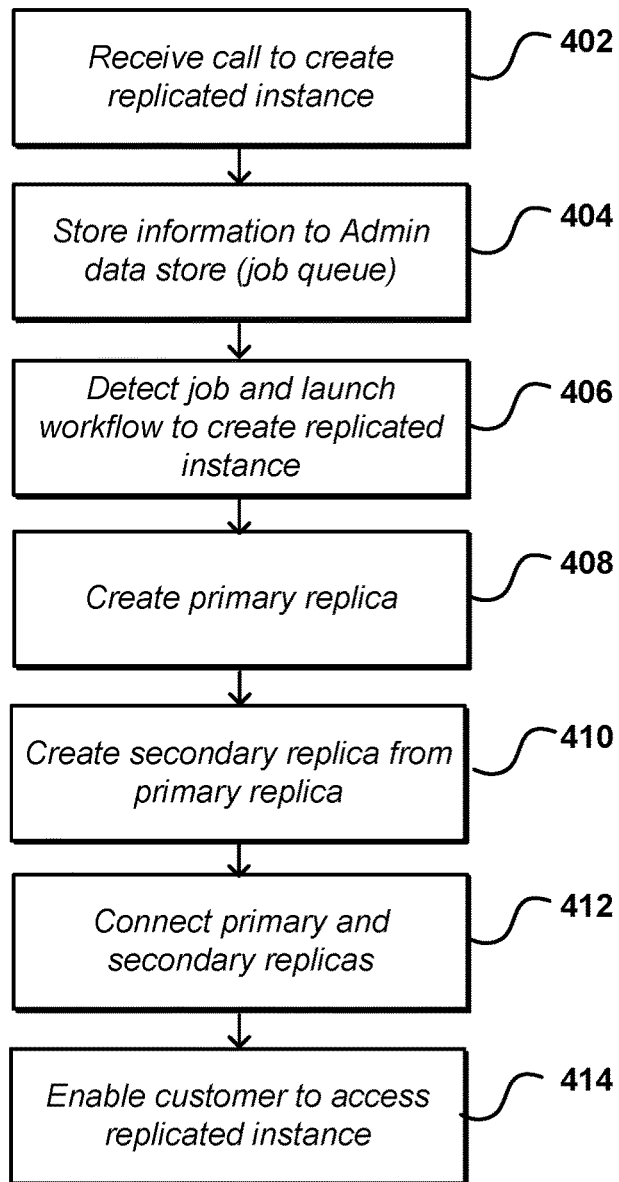 Receive call to create
replicated instance
402
Store information to Admin
data store (job queue)
404
Detect job and launch
workflow to create replicated
instance
406
Create primary replica
408
Create secondary replica from
primary replica
410
Connect primary and
secondary replicas
412
Enable customer to access
replicated instance
414